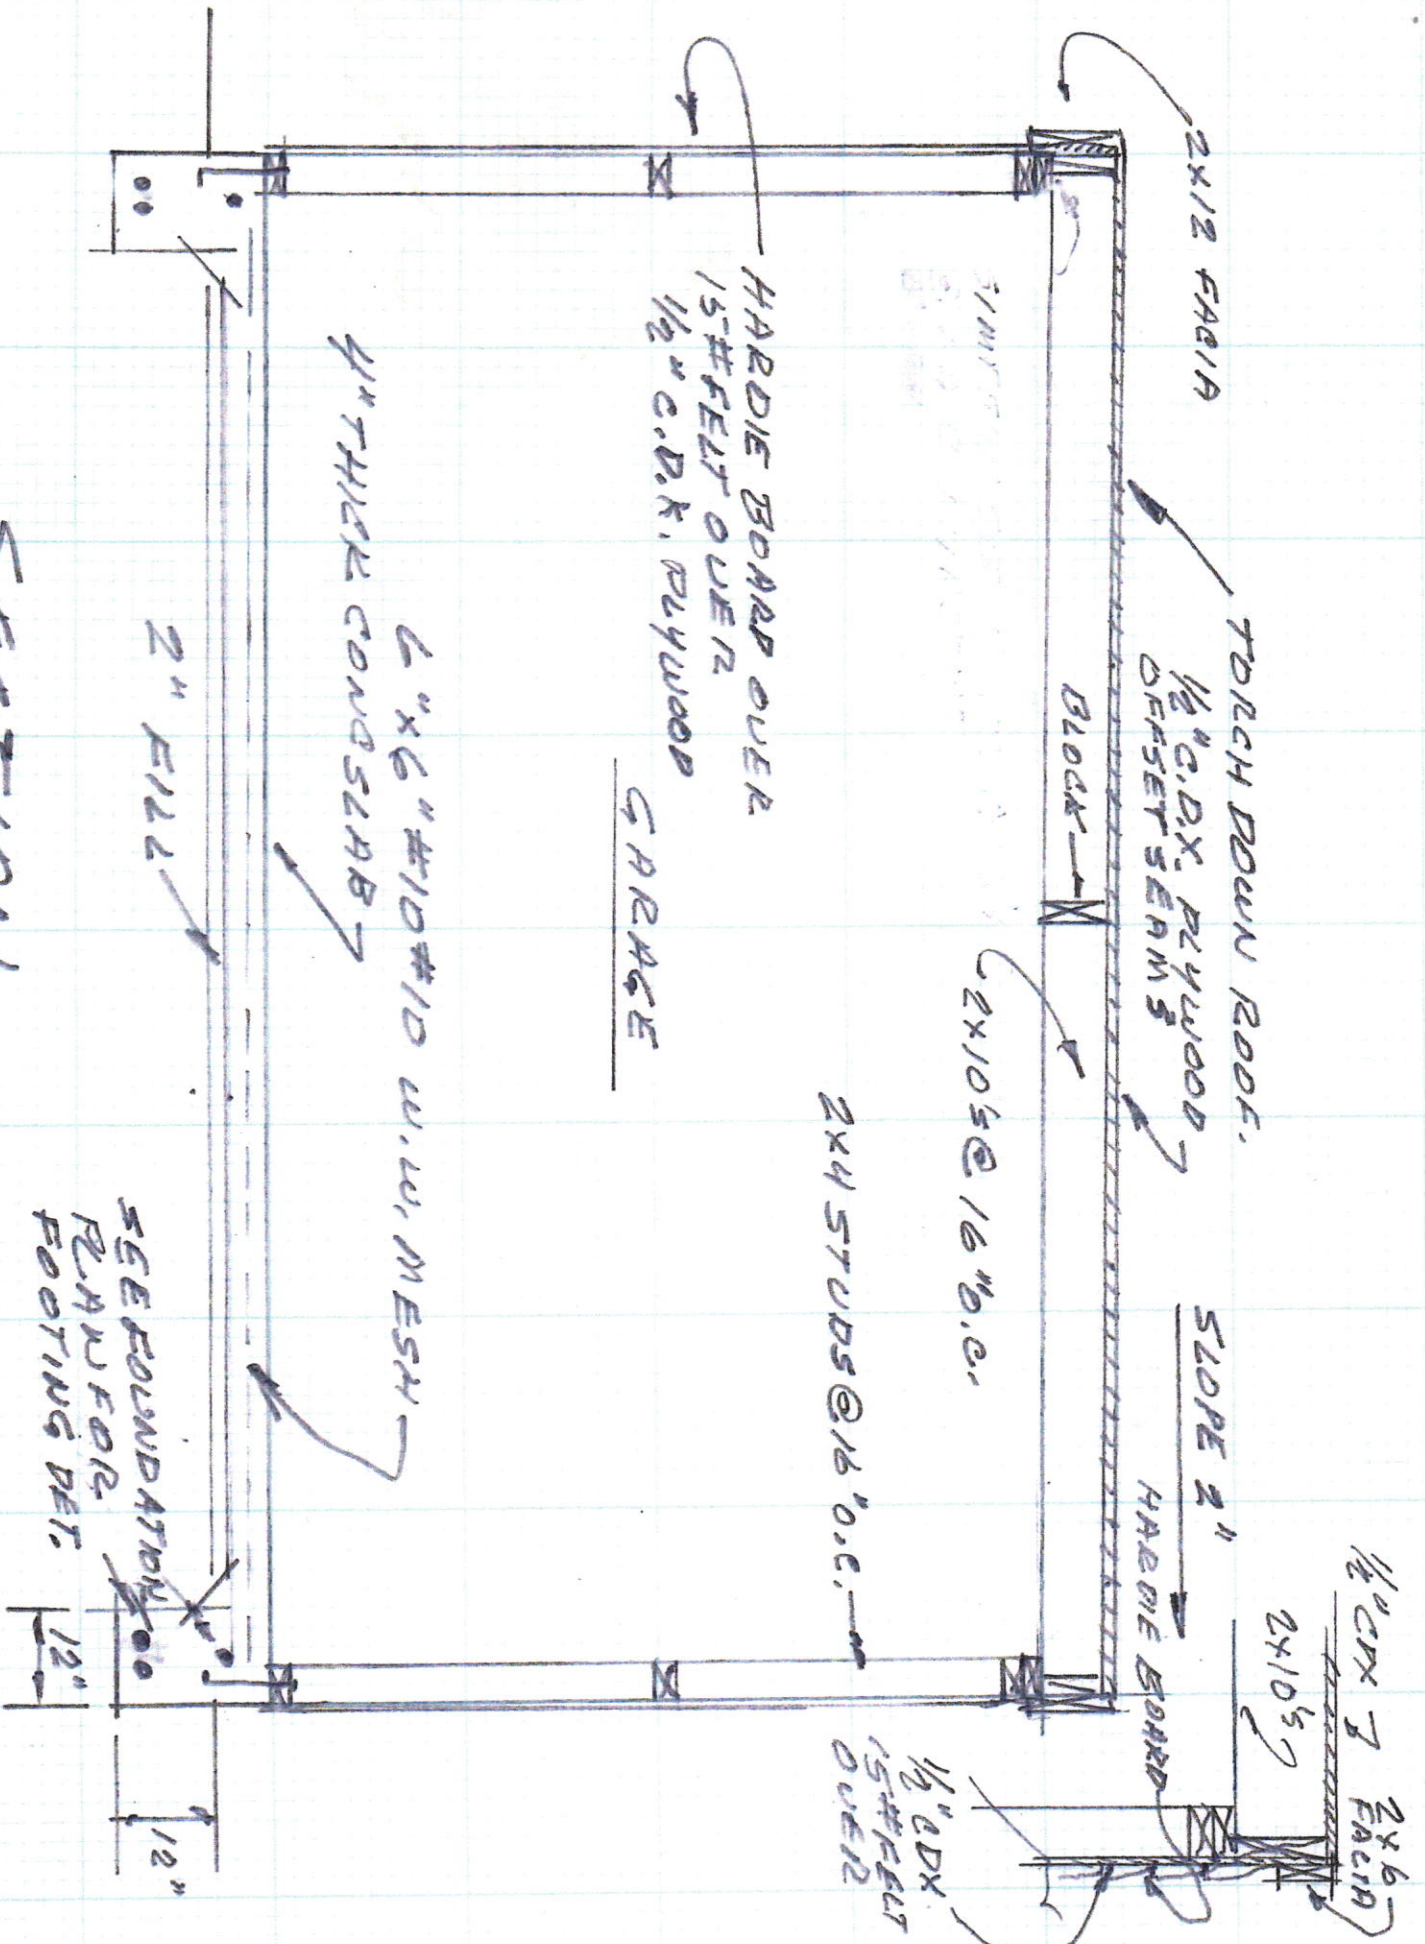 2x12 FACIA
TORCH DOWN ROOF.
1/2" C.D.X. PLYWOOD
OFFSET SEAMS
SLOPE 2"
1/2" CDX
2x6
FACIA
2x10's
HARDIE BOARD
BLOCK
2x10's @ 16" O.C.
2x4 STUDS @ 16" O.C.
1/2" CDX
15# FELT
OVER
HARDIE BOARD OVER
15# FELT OVER
1/2" C.D.X. PLYWOOD
GARAGE
6"x6" #10 #10 W.W. MESH
4" THICK CONC SLAB
2" FILL
SEE FOUNDATION
PLAN FOR
FOOTING DET.
12"
12"